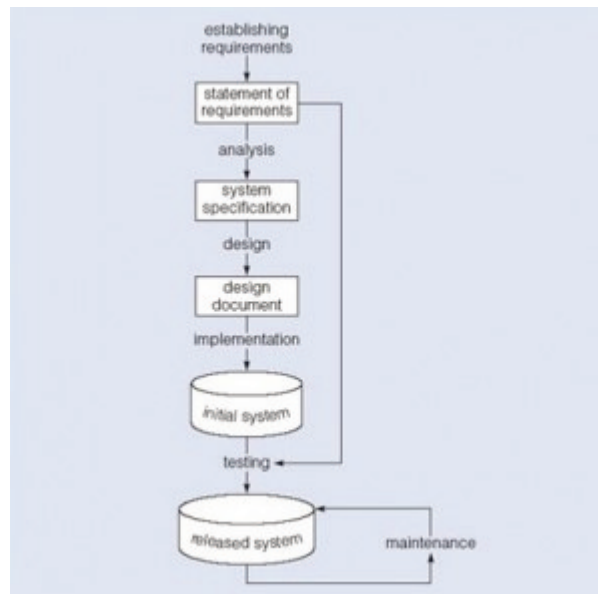 establishing
requirements
statement of
requirements
analysis
system
specification
design
design
document
implementation
initial system
testing
released system
maintenance